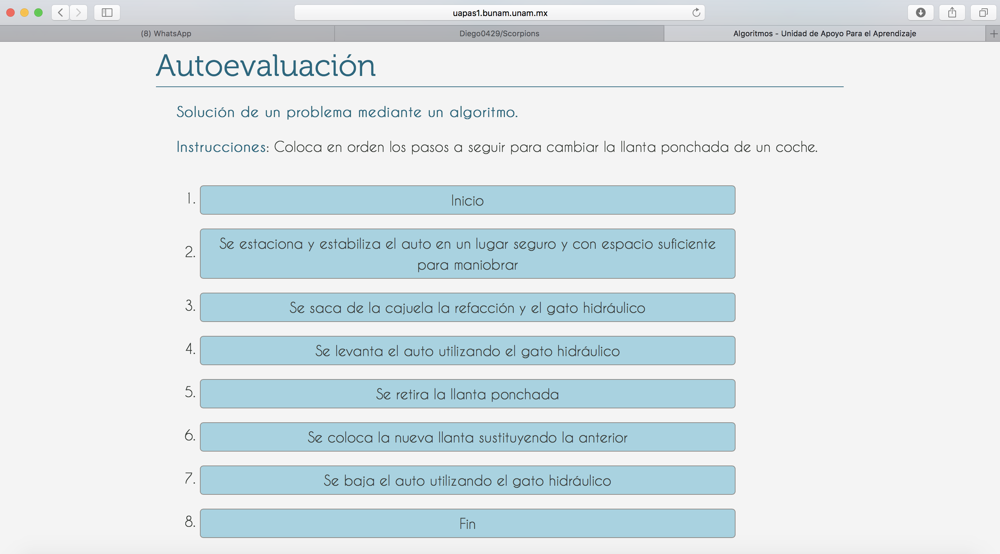 uapas1.bunam.unam.mx
(8) WhatsApp
Diego0429/Scorpions
Algoritmos - Unidad de Apoyo Para el Aprendizaje
Autoevaluación
Solución de un problema mediante un algoritmo.
Instrucciones: Coloca en orden los pasos a seguir para cambiar la llanta ponchada de un coche.
1. Inicio
2. Se estaciona y estabiliza el auto en un lugar seguro y con espacio suficiente
para maniobrar
3. Se saca de la cajuela la refacción y el gato hidráulico
4. Se levanta el auto utilizando el gato hidráulico
5. Se retira la llanta ponchada
6. Se coloca la nueva llanta sustituyendo la anterior
7. Se baja el auto utilizando el gato hidráulico
8. Fin